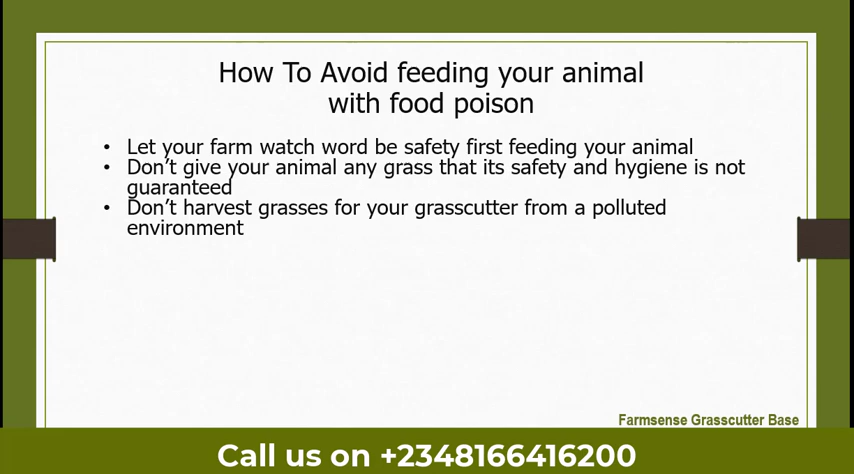 How To Avoid feeding your animal
with food poison
• Let your farm watch word be safety first feeding your animal
• Don’t give your animal any grass that its safety and hygiene is not
guaranteed
• Don’t harvest grasses for your grasscutter from a polluted
environment
Farmsense Grasscutter Base
Call us on +2348166416200